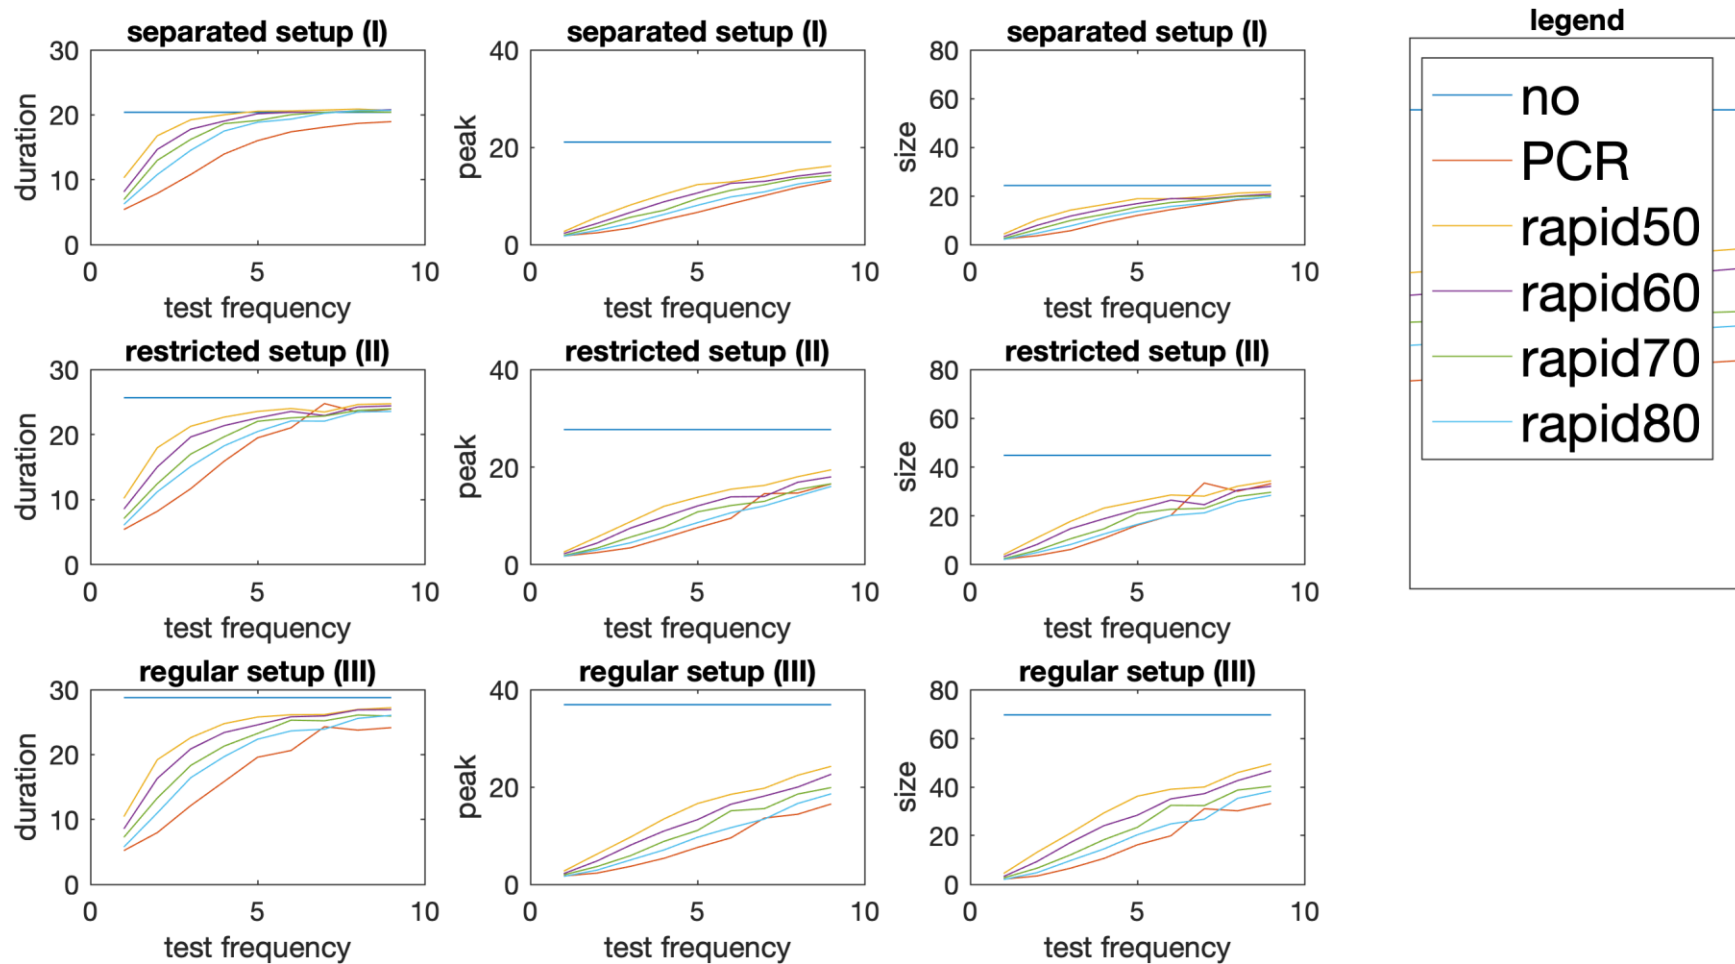 separated setup (I)
30
20
10
0
duration
0 5 10
test frequency
separated setup (I)
40
20
0
peak
0 5 10
test frequency
separated setup (I)
80
60
40
20
0
size
0 5 10
test frequency
legend
no
PCR
rapid50
rapid60
rapid70
rapid80
restricted setup (II)
30
20
10
0
duration
0 5 10
test frequency
restricted setup (II)
40
20
0
peak
0 5 10
test frequency
restricted setup (II)
80
60
40
20
0
size
0 5 10
test frequency
regular setup (III)
30
20
10
0
duration
0 5 10
test frequency
regular setup (III)
40
20
0
peak
0 5 10
test frequency
regular setup (III)
80
60
40
20
0
size
0 5 10
test frequency